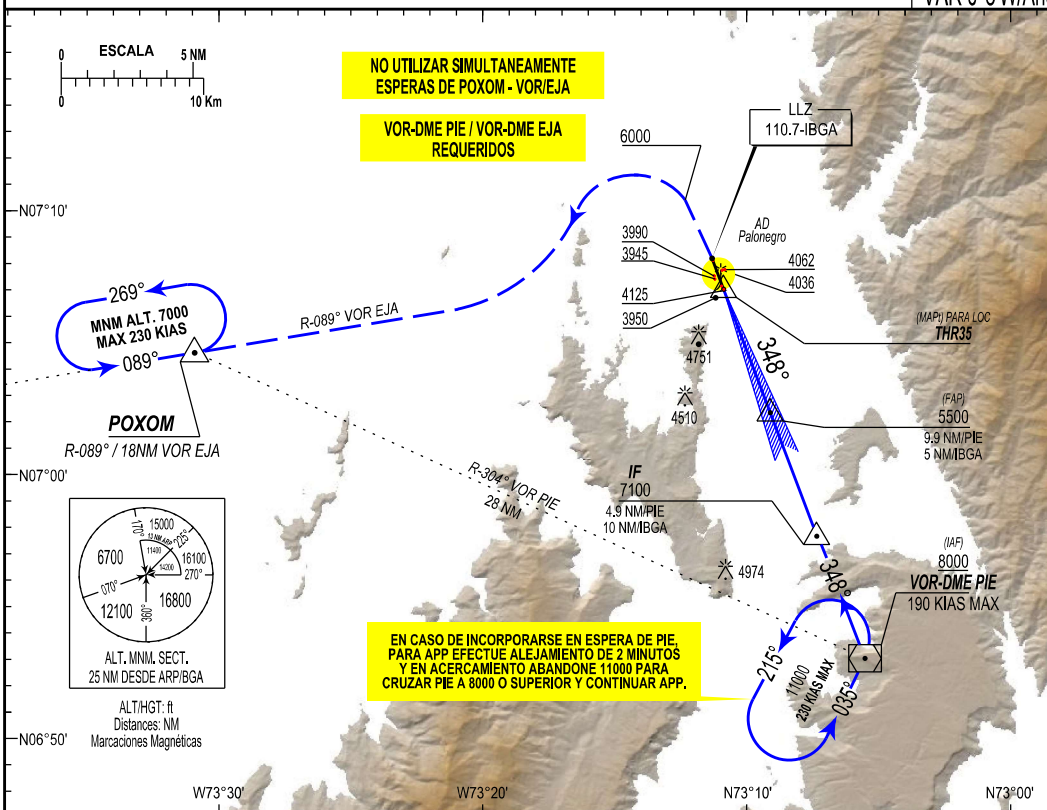 ESCALA
0 5 NM
0 10 Km
NO UTILIZAR SIMULTANEAMENTE
ESPERAS DE POXOM - VOR/EJA
VOR-DME PIE / VOR-DME EJA
REQUERIDOS
LLZ
110.7-IBGA
6000
N07°10'
AD
Palonegro
3990
3945
4062
4036
4125
3950
269°
MNM ALT. 7000
MAX 230 KIAS
089°
R-089° VOR EJA
(MAPt) PARA LOC
THR35
4751
348°
4510
POXOM
R-089° / 18NM VOR EJA
(FAP)
5500
9.9 NM/PIE
5 NM/IBGA
N07°00'
R-304° VOR PIE
28 NM
IF
7100
4.9 NM/PIE
10 NM/IBGA
170°
15000
225°
13 NM ARP
11400
6700
14200
16100
270°
070°
12100
360°
16800
ALT. MNM. SECT.
25 NM DESDE ARP/BGA
4974
348°
(IAF)
8000
VOR-DME PIE
190 KIAS MAX
EN CASO DE INCORPORARSE EN ESPERA DE PIE,
PARA APP EFECTUE ALEJAMIENTO DE 2 MINUTOS
Y EN ACERCAMIENTO ABANDONE 11000 PARA
CRUZAR PIE A 8000 O SUPERIOR Y CONTINUAR APP.
215°
11000
230 KIAS MAX
035°
ALT/HGT: ft
Distances: NM
Marcaciones Magnéticas
N06°50'
W73°30'
W73°20'
W73°10'
W73°00'